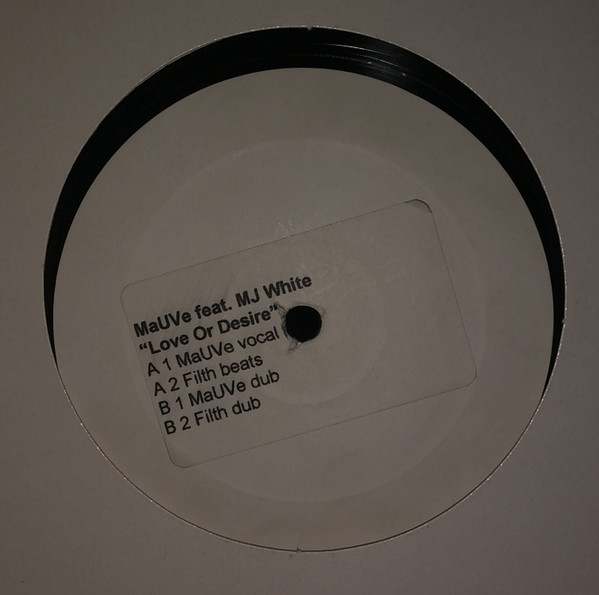 MaUVe feat. MJ White
“Love Or Desire”
A 1 MaUVe vocal
A 2 Filth beats
B 1 MaUVe dub
B 2 Filth dub